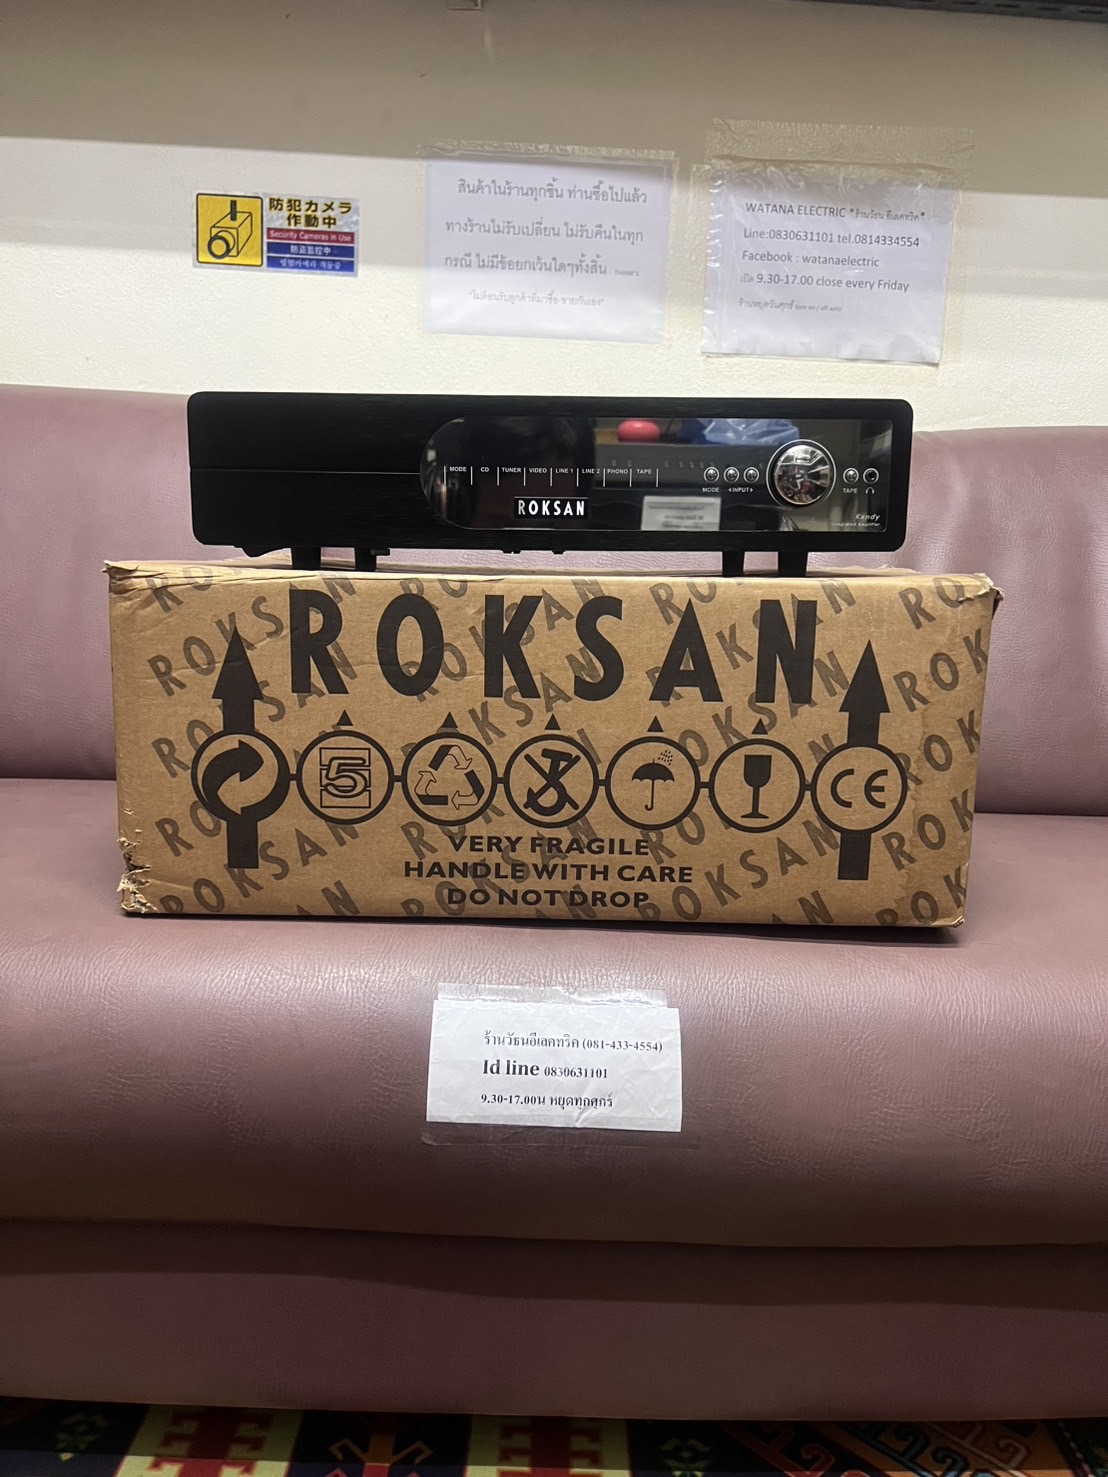 防犯カメラ
作動中
Security Cameras in Use
防盗监控中
สินค้าในร้านทุกชิ้น ท่านซื้อไปแล้ว
ทางร้านไม่รับเปลี่ยน ไม่รับคืนในทุก
กรณี ไม่มีข้อยกเว้นใดๆทั้งสิ้น
WATANA ELECTRIC *ร้านวัธน อีเลคทริค*
Line:0830631101 tel.0814334554
Facebook : watanaelectric
เปิด 9.30-17.00 close every Friday
MODE CD TUNER VIDEO LINE 1 LINE 2 PHONO TAPE
MODE <INPUT> TAPE
ROKSAN
Kandy
Integrated Amplifier
ROKSAN
5
CE
VERY FRAGILE
HANDLE WITH CARE
DO NOT DROP
ร้านวัธนอีเลคทริค (081-433-4554)
Id line 0830631101
9.30-17.00น หยุดทุกศุกร์